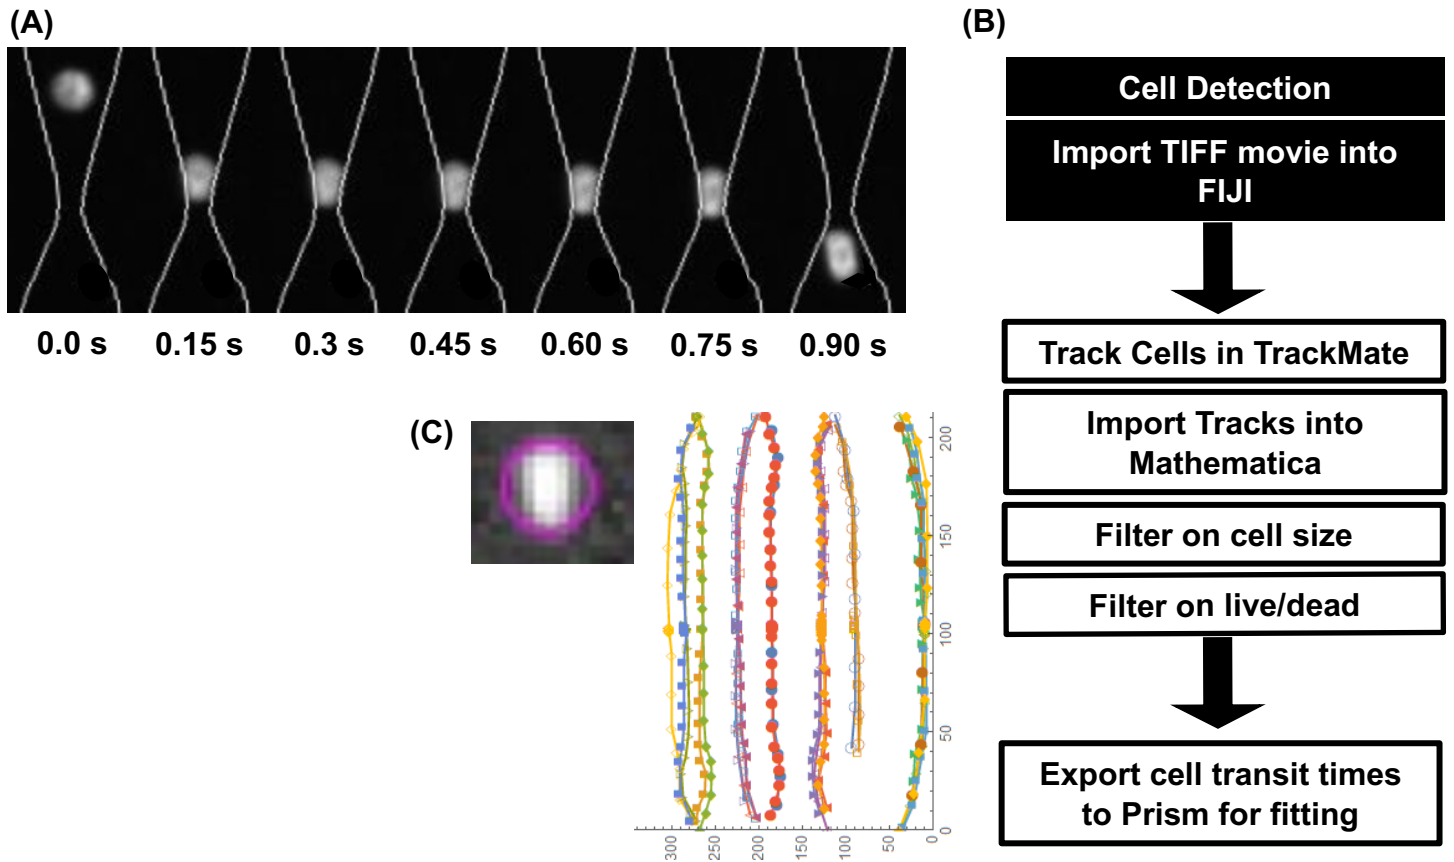 (A)
0.0 s
0.15 s
0.3 s
0.45 s
0.60 s
0.75 s
0.90 s
(B)
Cell Detection
Import TIFF movie into
FIJI
Track Cells in TrackMate
Import Tracks into
Mathematica
Filter on cell size
Filter on live/dead
Export cell transit times
to Prism for fitting
(C)
200
150
100
50
0
300
250
200
150
100
50
0